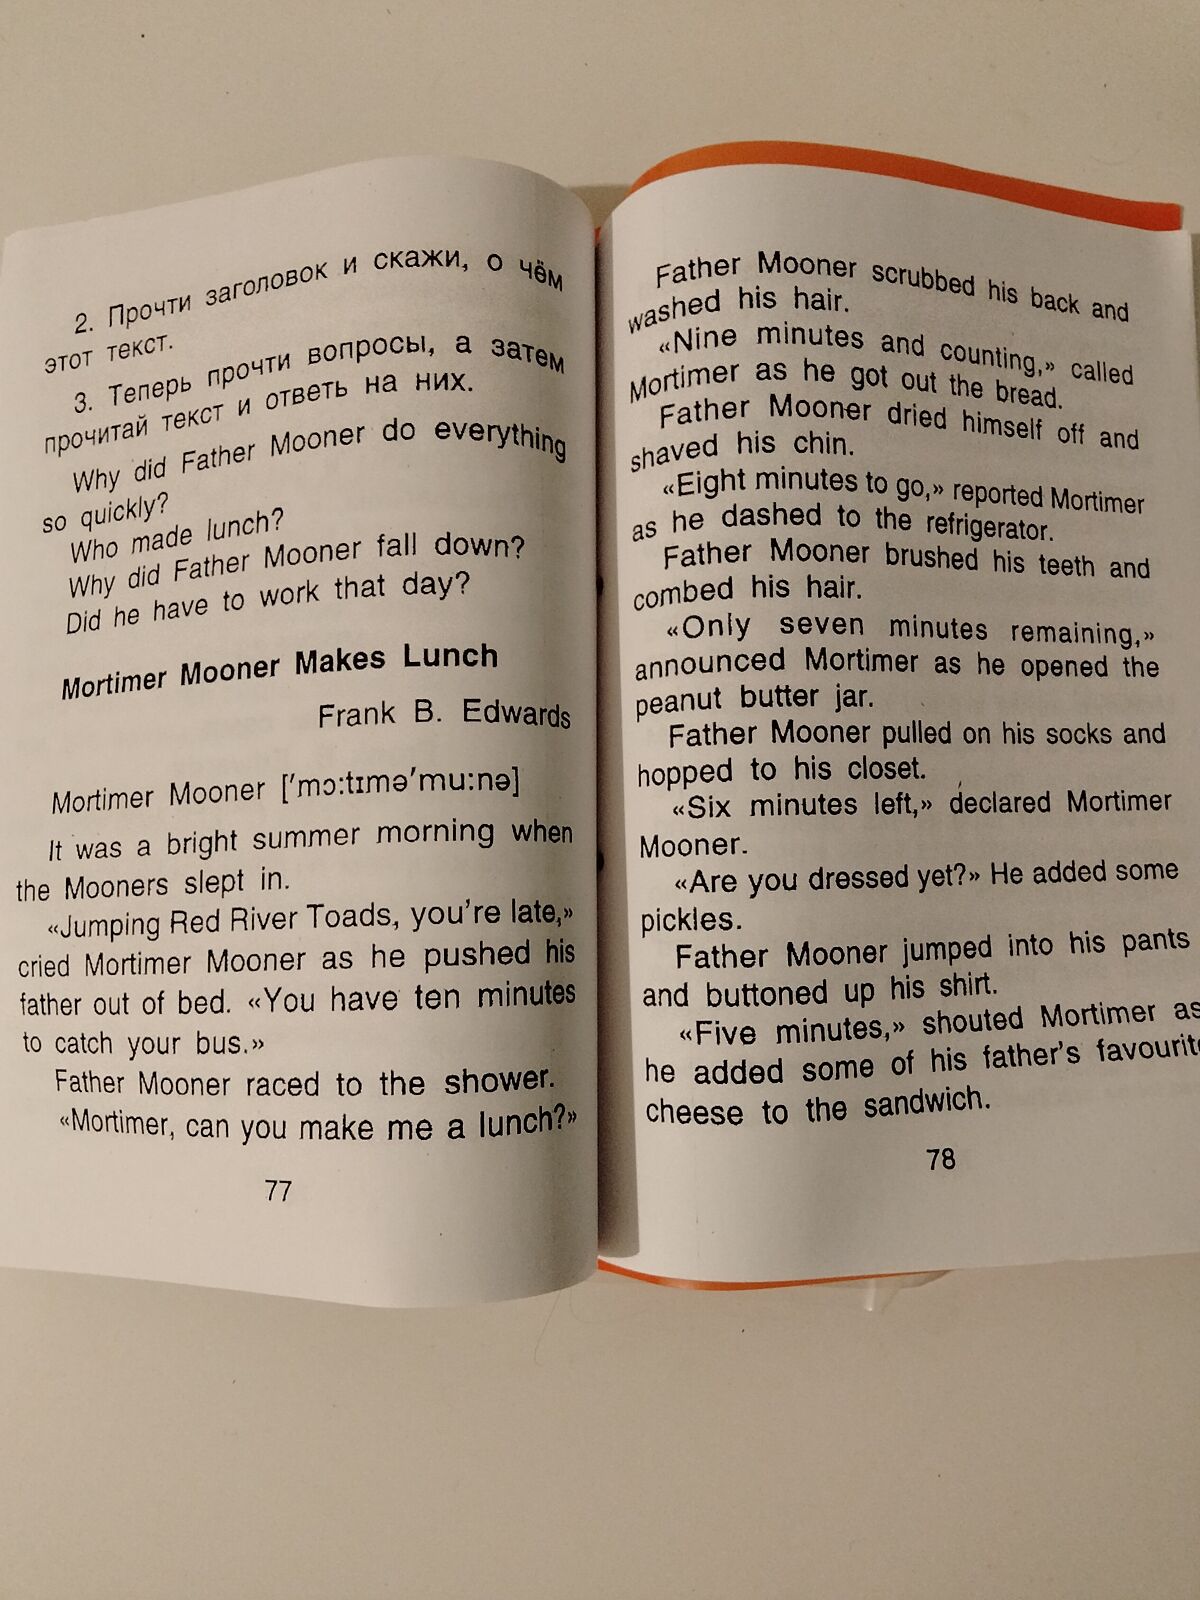 2. Прочти заголовок и скажи, о чём
этот текст.
3. Теперь прочти вопросы, а затем
прочитай текст и ответь на них.
Why did Father Mooner do everything
so quickly?
Who made lunch?
Why did Father Mooner fall down?
Did he have to work that day?
Mortimer Mooner Makes Lunch
Frank B. Edwards
Mortimer Mooner [ʹmɔ:tɪməʹmu:nə]
It was a bright summer morning when
the Mooners slept in.
«Jumping Red River Toads, you're late,»
cried Mortimer Mooner as he pushed his
father out of bed. «You have ten minutes
to catch your bus.»
Father Mooner raced to the shower.
«Mortimer, can you make me a lunch?»
77
Father Mooner scrubbed his back and
washed his hair.
«Nine minutes and counting,» called
Mortimer as he got out the bread.
Father Mooner dried himself off and
shaved his chin.
«Eight minutes to go,» reported Mortimer
as he dashed to the refrigerator.
Father Mooner brushed his teeth and
combed his hair.
«Only seven minutes remaining,»
announced Mortimer as he opened the
peanut butter jar.
Father Mooner pulled on his socks and
hopped to his closet.
«Six minutes left,» declared Mortimer
Mooner.
«Are you dressed yet?» He added some
pickles.
Father Mooner jumped into his pants
and buttoned up his shirt.
«Five minutes,» shouted Mortimer as
he added some of his father's favourite
cheese to the sandwich.
78